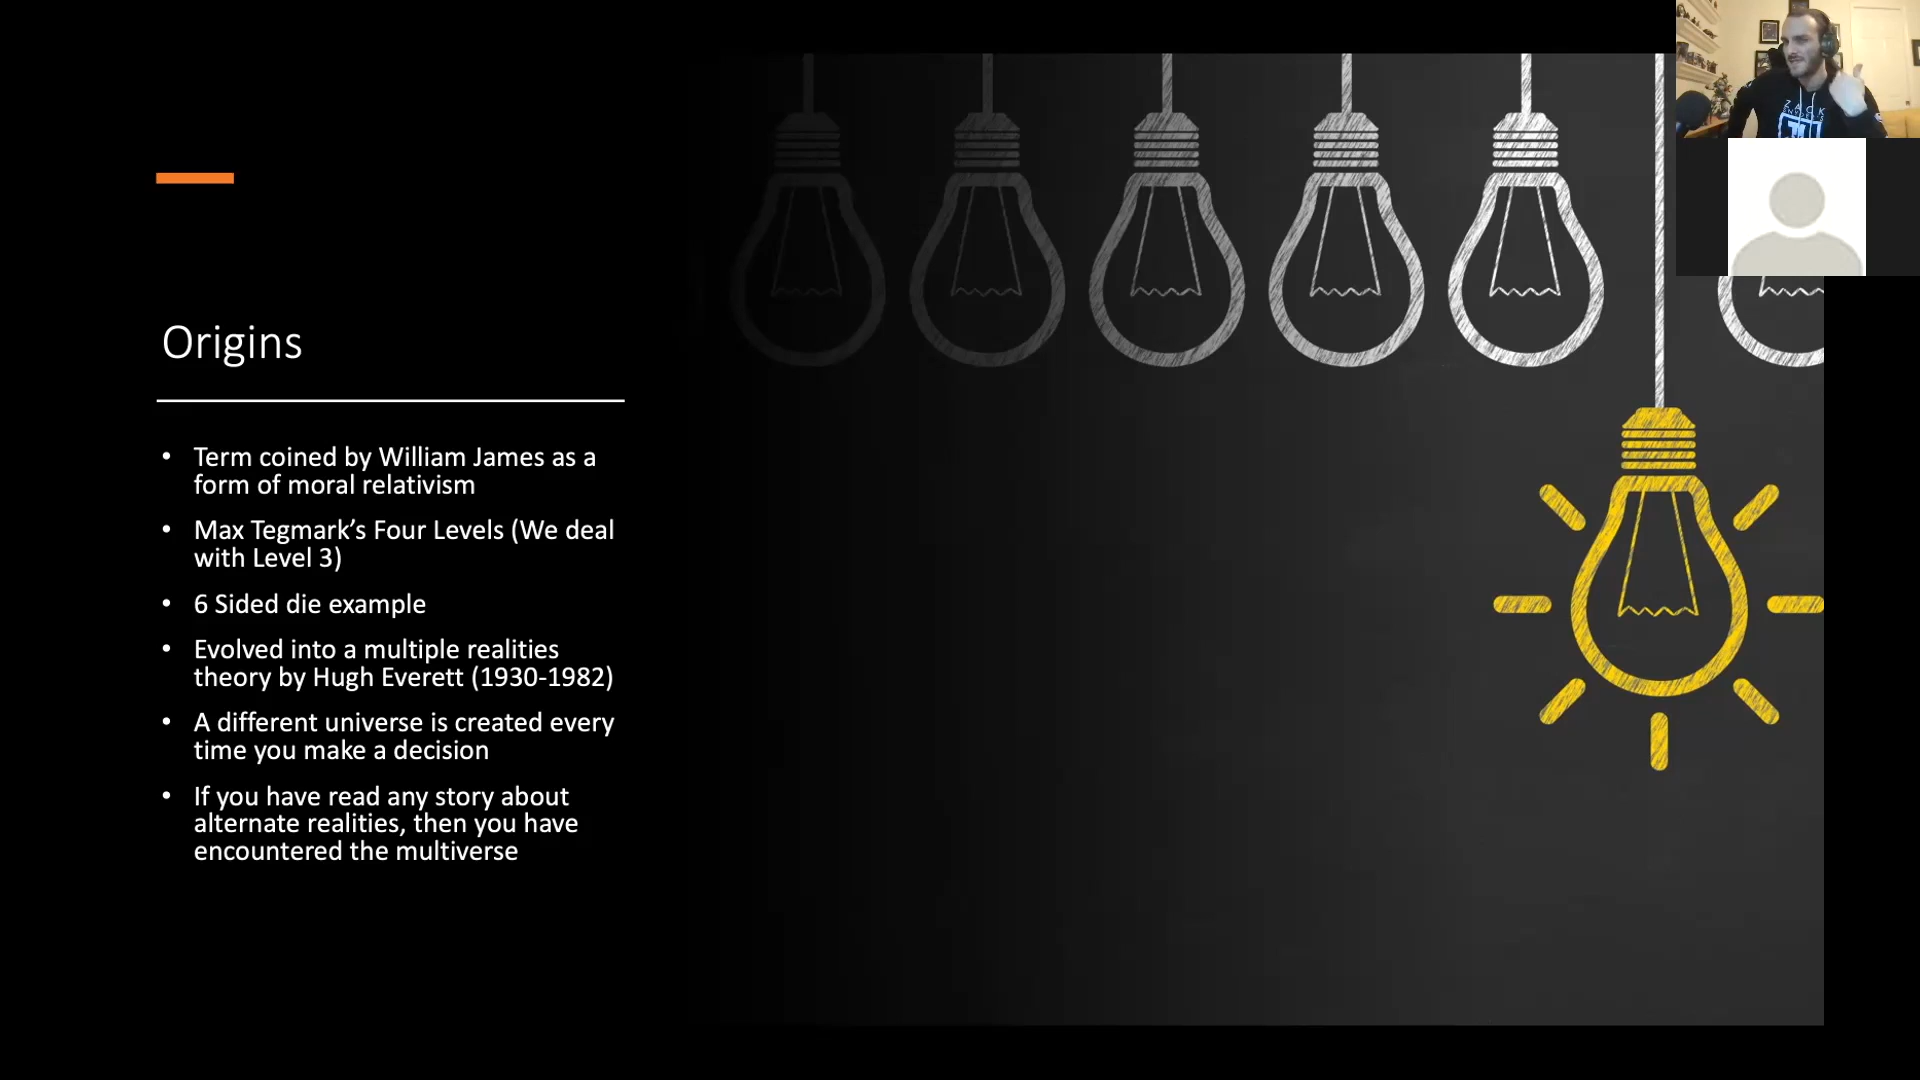 Origins
• Term coined by William James as a
form of moral relativism
• Max Tegmark’s Four Levels (We deal
with Level 3)
• 6 Sided die example
• Evolved into a multiple realities
theory by Hugh Everett (1930-1982)
• A different universe is created every
time you make a decision
• If you have read any story about
alternate realities, then you have
encountered the multiverse
ZACK